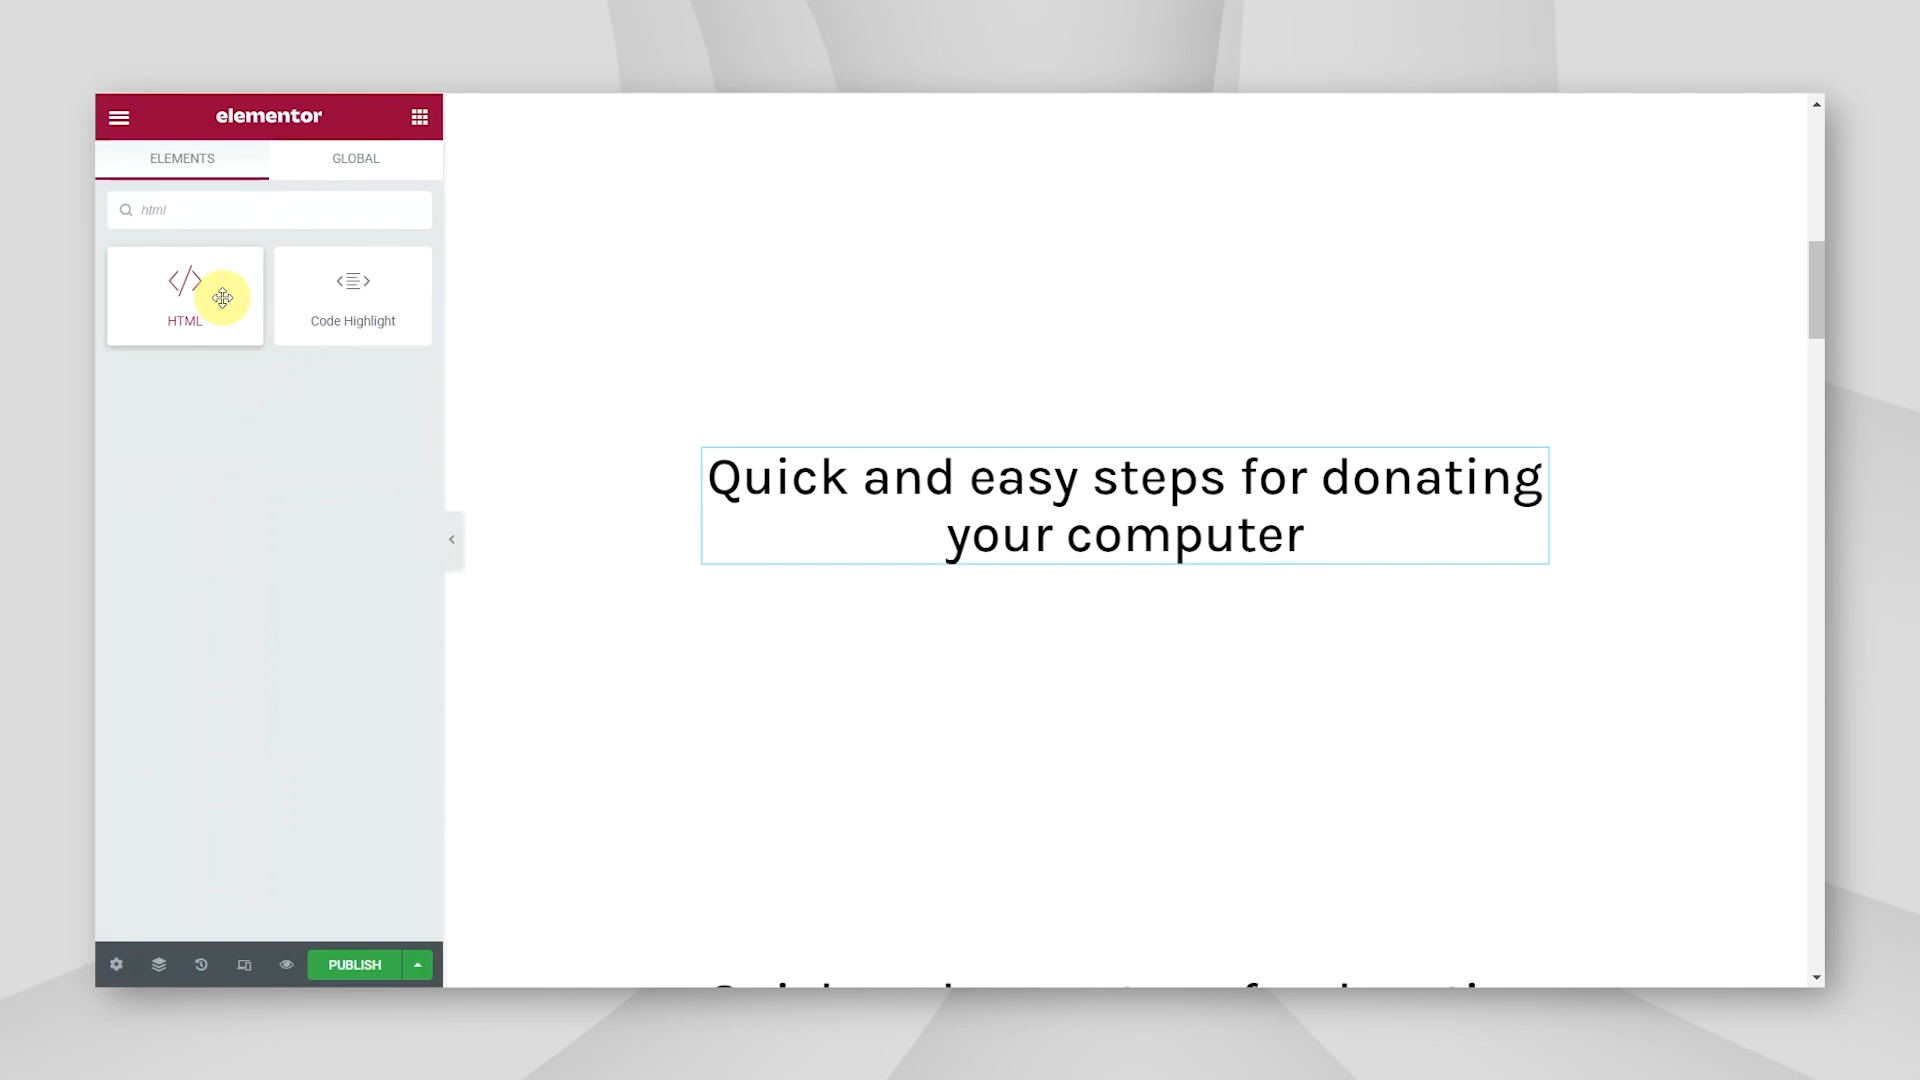 elementor
ELEMENTS
GLOBAL
html
HTML
Code Highlight
Quick and easy steps for donating
your computer
PUBLISH